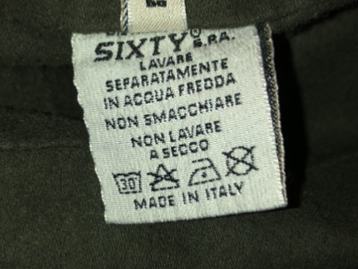 SIXTY S.P.A.
LAVARE
SEPARATAMENTE
IN ACQUA FREDDA
NON SMACCHIARE
NON LAVARE
A SECCO
30°
MADE IN ITALY